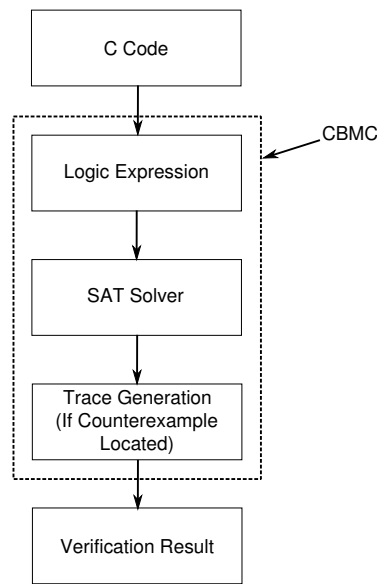 C Code
CBMC
Logic Expression
SAT Solver
Trace Generation
(If Counterexample
Located)
Verification Result